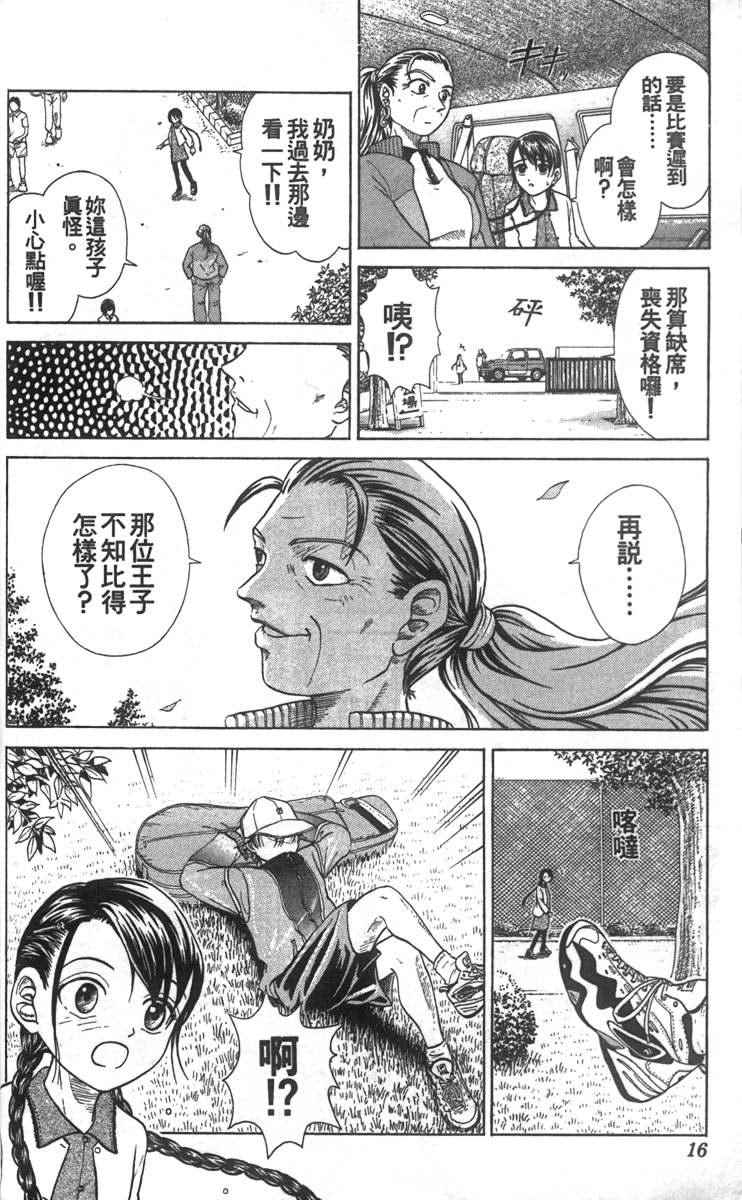 要是比賽遲到
的話……
會怎樣
啊？
那算缺席，
喪失資格囉！
砰
咦!?
場
奶奶，
我過去那邊
看一下!!
妳這孩子
真怪。
小心點喔!!
再說……
那位王子
不知比得
怎樣了？
喀噠
啊!?
16